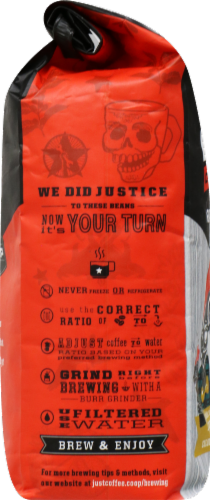 WE DID JUSTICE
TO THESE BEANS
NOW
it's YOUR TURN
NEVER FREEZE OR REFRIGERATE
use the CORRECT
RATIO OF TO
ADJUST coffee to Water
RATIO BASED ON YOUR
preferred brewing method
GRIND RIGHT
BEFORE
BREWING WITH A
BURR GRINDER
USE UNFILTERED
WATER
BREW & ENJOY
For more brewing tips & methods, visit
our website at justcoffee.coop/brewing